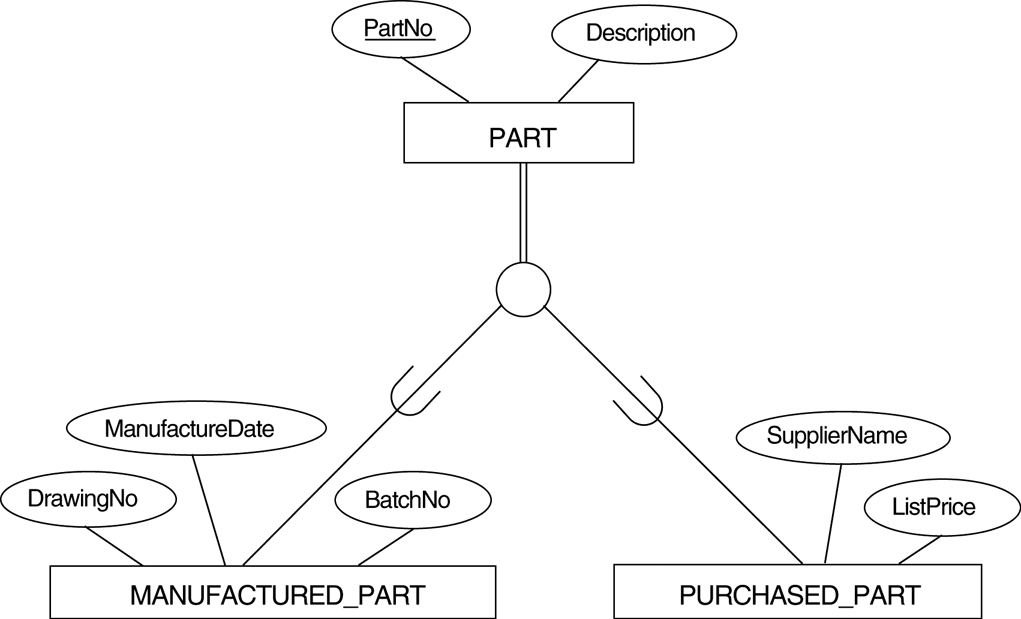 PartNo
Description
PART
ManufactureDate
SupplierName
DrawingNo
BatchNo
ListPrice
MANUFACTURED_PART
PURCHASED_PART